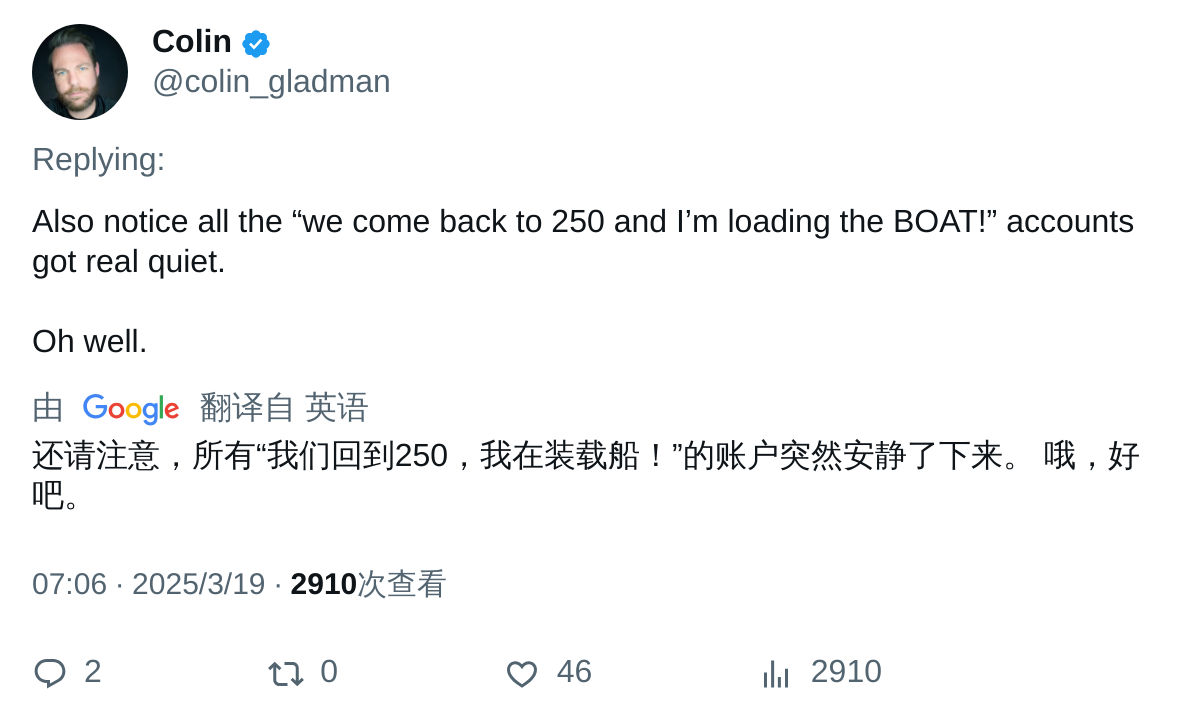 Colin
@colin_gladman
Replying:
Also notice all the “we come back to 250 and I’m loading the BOAT!” accounts
got real quiet.
Oh well.
由 Google 翻译自 英语
还请注意，所有“我们回到250，我在装载船！”的账户突然安静了下来。 哦，好
吧。
07:06 · 2025/3/19 · 2910次查看
2 0 46 2910